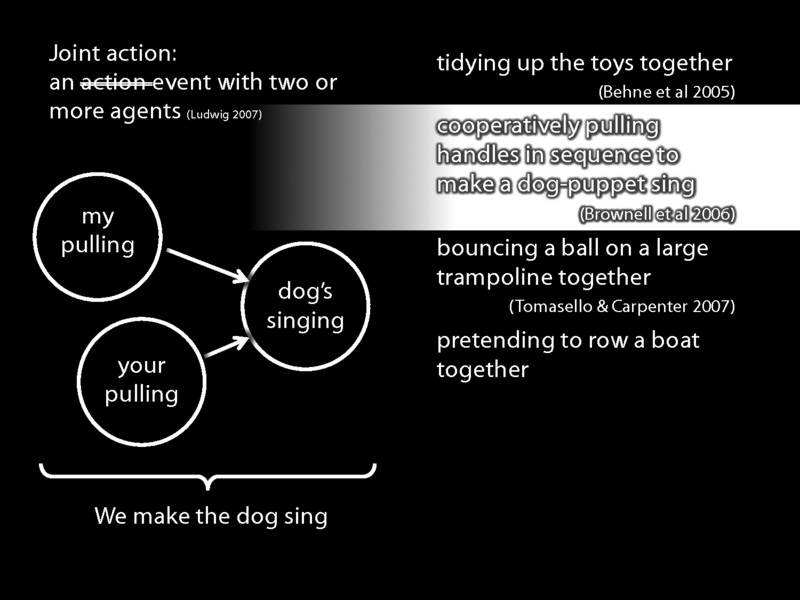 Joint action:
an action event with two or
more agents (Ludwig 2007)
my
pulling
your
pulling
dog's
singing
We make the dog sing
tidying up the toys together
(Behne et al 2005)
cooperatively pulling
handles in sequence to
make a dog-puppet sing
(Brownell et al 2006)
bouncing a ball on a large
trampoline together
(Tomasello & Carpenter 2007)
pretending to row a boat
together